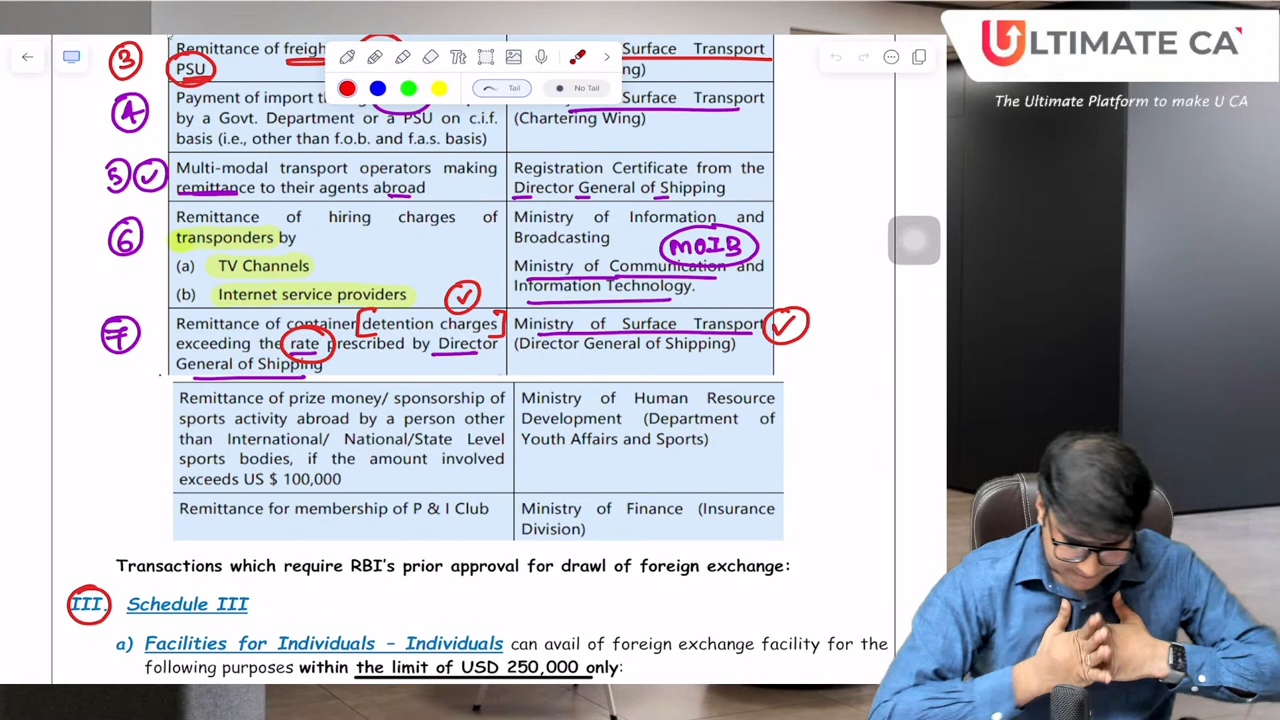 ULTIMATE CA
The Ultimate Platform to make U CA
Tail
No Tail
3
Remittance of freigh
Surface Transport
PSU
ng)
4
Payment of import th
Surface Transport
by a Govt. Department or a PSU on c.i.f.
(Chartering Wing)
basis (i.e., other than f.o.b. and f.a.s. basis)
5
Multi-modal transport operators making
Registration Certificate from the
remittance to their agents abroad
Director General of Shipping
6
Remittance of hiring charges of
Ministry of Information and
transponders by
Broadcasting
MOIB
(a) TV Channels
Ministry of Communication and
(b) Internet service providers
Information Technology.
7
Remittance of container [detention charges]
Ministry of Surface Transport
exceeding the rate prescribed by Director
(Director General of Shipping)
General of Shipping
Remittance of prize money/ sponsorship of
Ministry of Human Resource
sports activity abroad by a person other
Development (Department of
than International/ National/State Level
Youth Affairs and Sports)
sports bodies, if the amount involved
exceeds US $ 100,000
Remittance for membership of P & I Club
Ministry of Finance (Insurance
Division)
Transactions which require RBI's prior approval for drawl of foreign exchange:
III. Schedule III
a) Facilities for Individuals – Individuals can avail of foreign exchange facility for the
following purposes within the limit of USD 250,000 only: